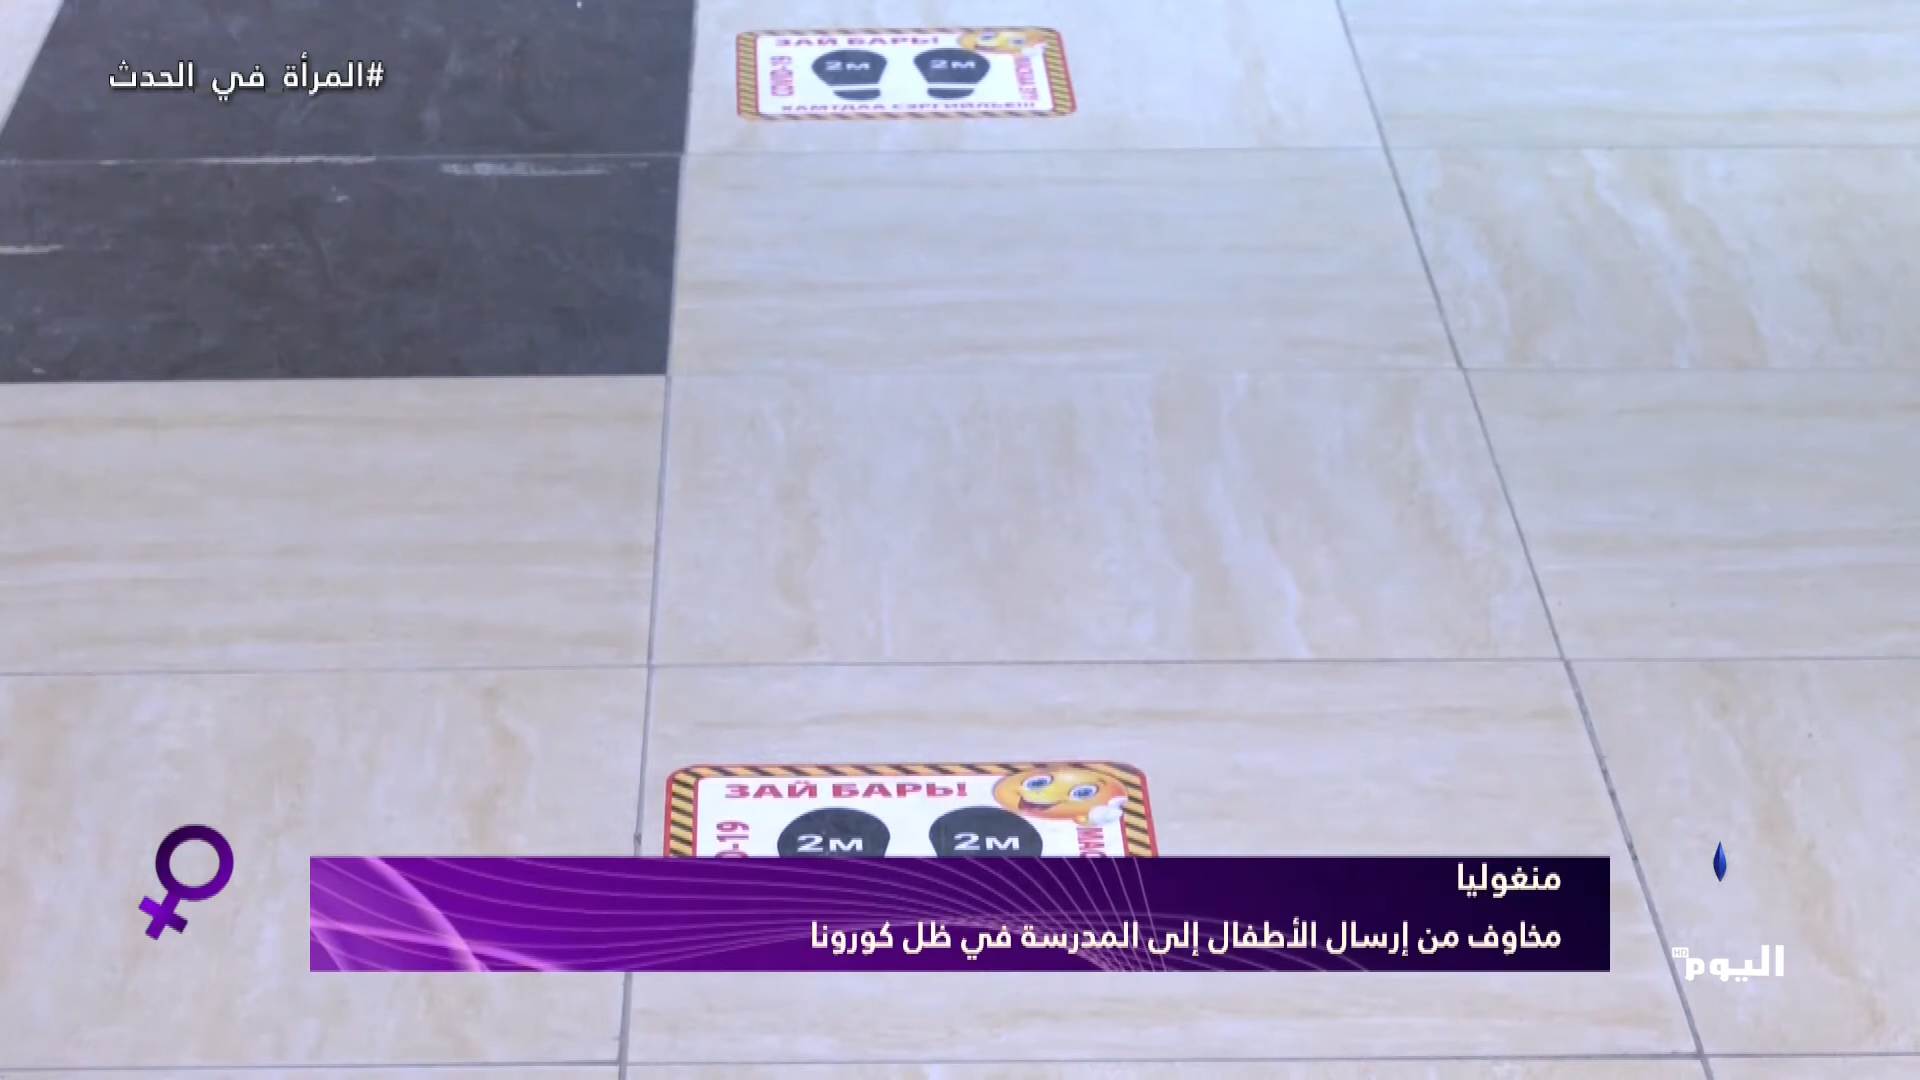 #المرأة في الحدث
ЗАЙ БАРЬ!
COVID-19
2м 2м
ХАМТДАА СЭРГИЙЛЬЕ!!!
ЗАЙ БАРЬ!
2м 2м
منغوليا
مخاوف من إرسال الأطفال إلى المدرسة في ظل كورونا
اليوم HD